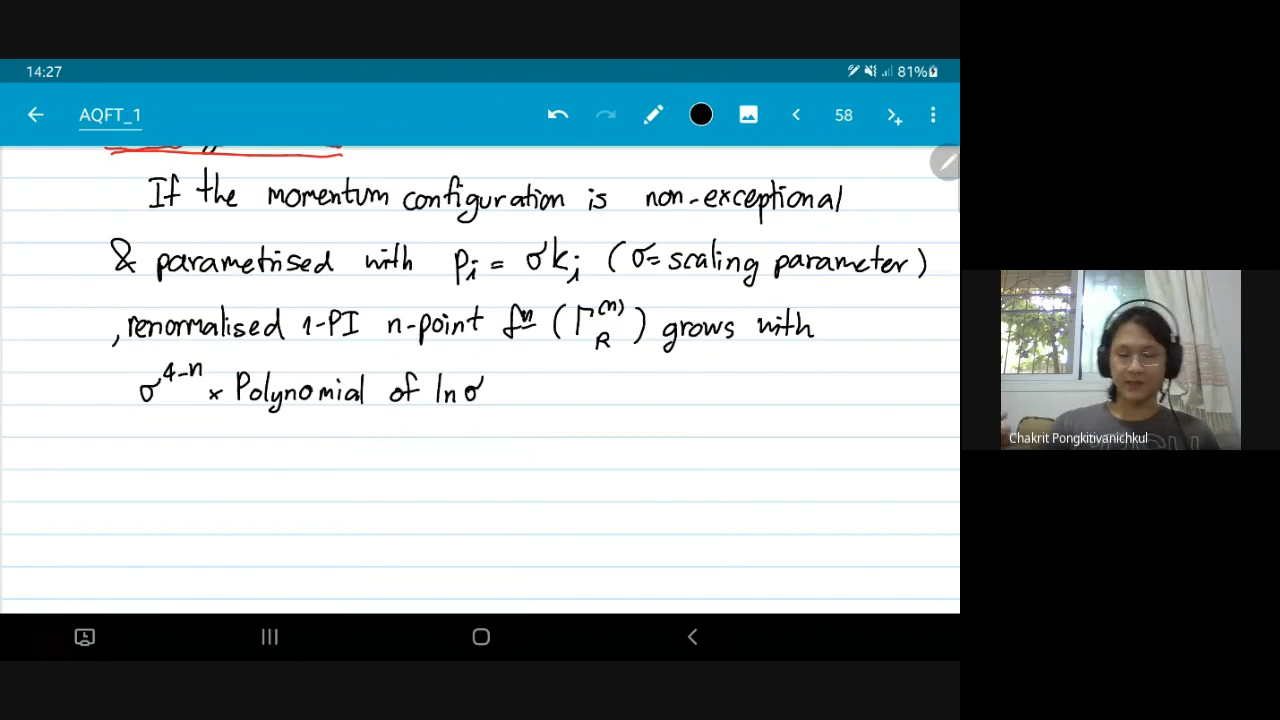 14:27
81%
AQFT_1
58
If the momentum configuration is non-exceptional
& parametrised with pᵢ = σkᵢ (σ= scaling parameter)
, renormalised 1-PI n-point fⁿ (Γ_R^(n)) grows with
σ^4-n × Polynomial of ln σ
Chakrit Pongkitivanichkul